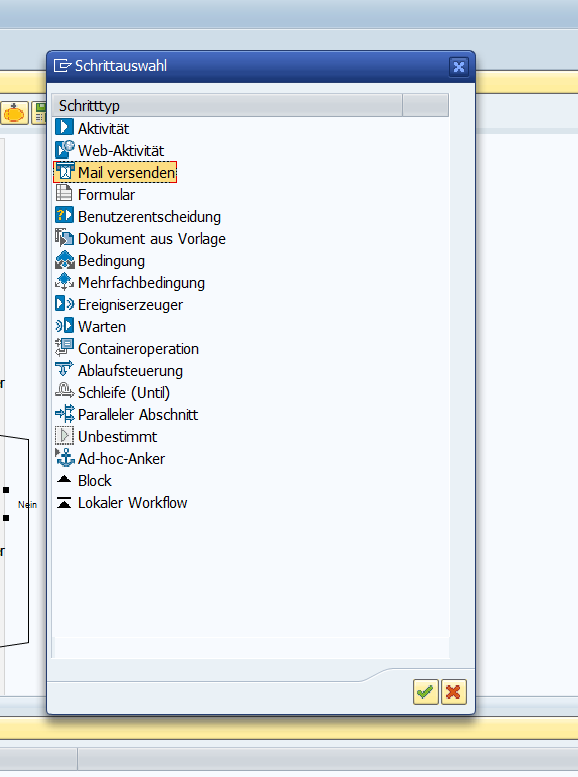 Schrittauswahl
Schritttyp
Aktivität
Web-Aktivität
Mail versenden
Formular
Benutzerentscheidung
Dokument aus Vorlage
Bedingung
Mehrfachbedingung
Ereigniserzeuger
Warten
Containeroperation
Ablaufsteuerung
Schleife (Until)
Paralleler Abschnitt
Unbestimmt
Ad-hoc-Anker
Block
Lokaler Workflow
Nein